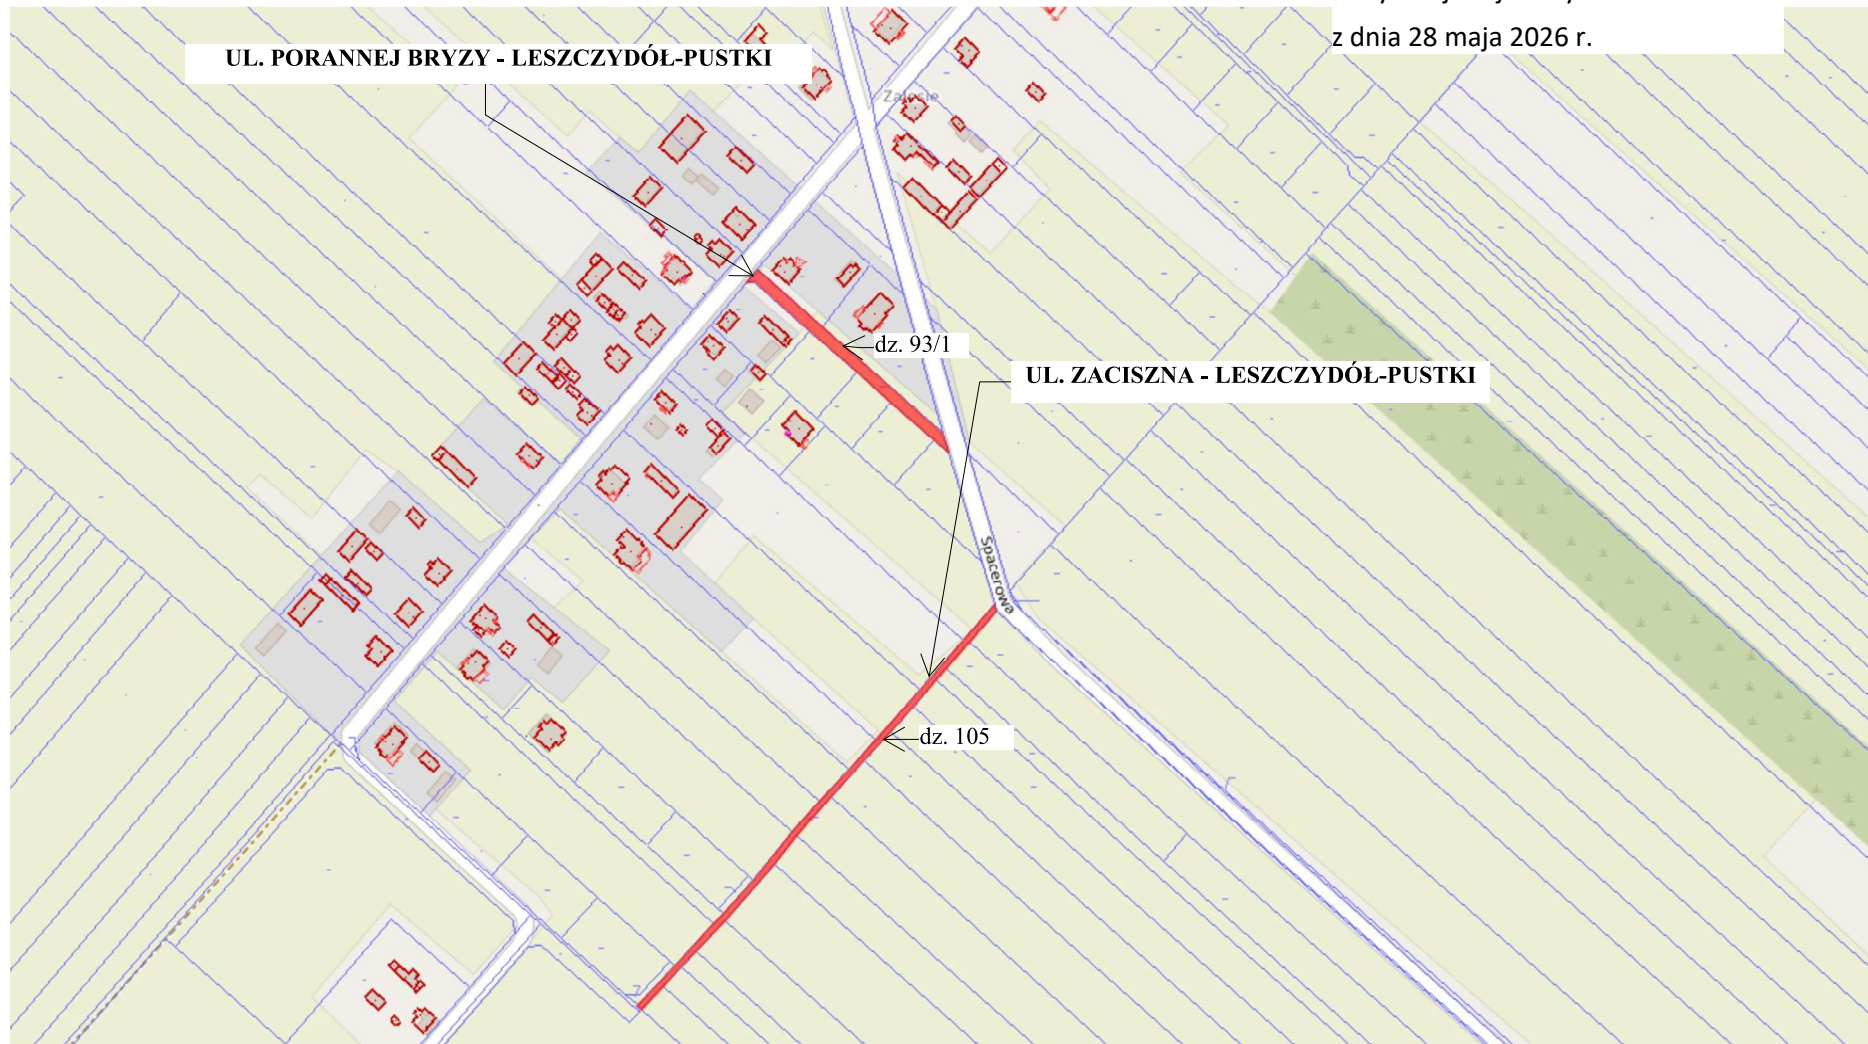 z dnia 28 maja 2026 r.
UL. PORANNEJ BRYZY - LESZCZYDÓŁ-PUSTKI
Zalesie
dz. 93/1
UL. ZACISZNA - LESZCZYDÓŁ-PUSTKI
Spacerowa
dz. 105